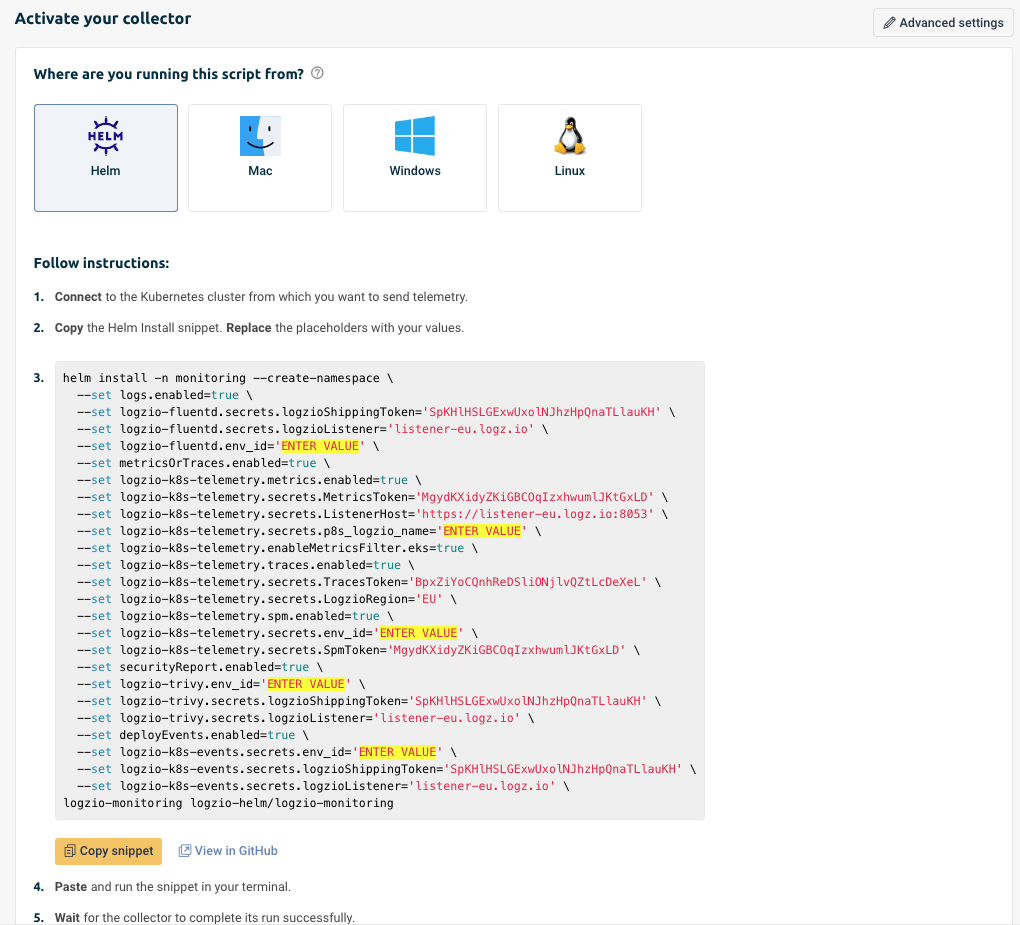 Activate your collector
Advanced settings
Where are you running this script from?
HELM
Helm
Mac
Windows
Linux
Follow instructions:
1. Connect to the Kubernetes cluster from which you want to send telemetry.
2. Copy the Helm Install snippet. Replace the placeholders with your values.
3. helm install -n monitoring --create-namespace \
--set logs.enabled=true \
--set logzio-fluentd.secrets.logzioShippingToken='SpKHlHSLGExwUxolNJhzHpQnaTLlauKH' \
--set logzio-fluentd.secrets.logzioListener='listener-eu.logz.io' \
--set logzio-fluentd.env_id='ENTER VALUE' \
--set metricsOrTraces.enabled=true \
--set logzio-k8s-telemetry.metrics.enabled=true \
--set logzio-k8s-telemetry.secrets.MetricsToken='MgydKXidyZKiGBCOqIzxhwumlJKtGxLD' \
--set logzio-k8s-telemetry.secrets.ListenerHost='https://listener-eu.logz.io:8053' \
--set logzio-k8s-telemetry.secrets.p8s_logzio_name='ENTER VALUE' \
--set logzio-k8s-telemetry.enableMetricsFilter.eks=true \
--set logzio-k8s-telemetry.traces.enabled=true \
--set logzio-k8s-telemetry.secrets.TracesToken='BpxZiYoCQnhReDSliONjlvQZtLcDeXeL' \
--set logzio-k8s-telemetry.secrets.LogzioRegion='EU' \
--set logzio-k8s-telemetry.spm.enabled=true \
--set logzio-k8s-telemetry.secrets.env_id='ENTER VALUE' \
--set logzio-k8s-telemetry.secrets.SpmToken='MgydKXidyZKiGBCOqIzxhwumlJKtGxLD' \
--set securityReport.enabled=true \
--set logzio-trivy.env_id='ENTER VALUE' \
--set logzio-trivy.secrets.logzioShippingToken='SpKHlHSLGExwUxolNJhzHpQnaTLlauKH' \
--set logzio-trivy.secrets.logzioListener='listener-eu.logz.io' \
--set deployEvents.enabled=true \
--set logzio-k8s-events.secrets.env_id='ENTER VALUE' \
--set logzio-k8s-events.secrets.logzioShippingToken='SpKHlHSLGExwUxolNJhzHpQnaTLlauKH' \
--set logzio-k8s-events.secrets.logzioListener='listener-eu.logz.io' \
logzio-monitoring logzio-helm/logzio-monitoring
Copy snippet
View in GitHub
4. Paste and run the snippet in your terminal.
5. Wait for the collector to complete its run successfully.